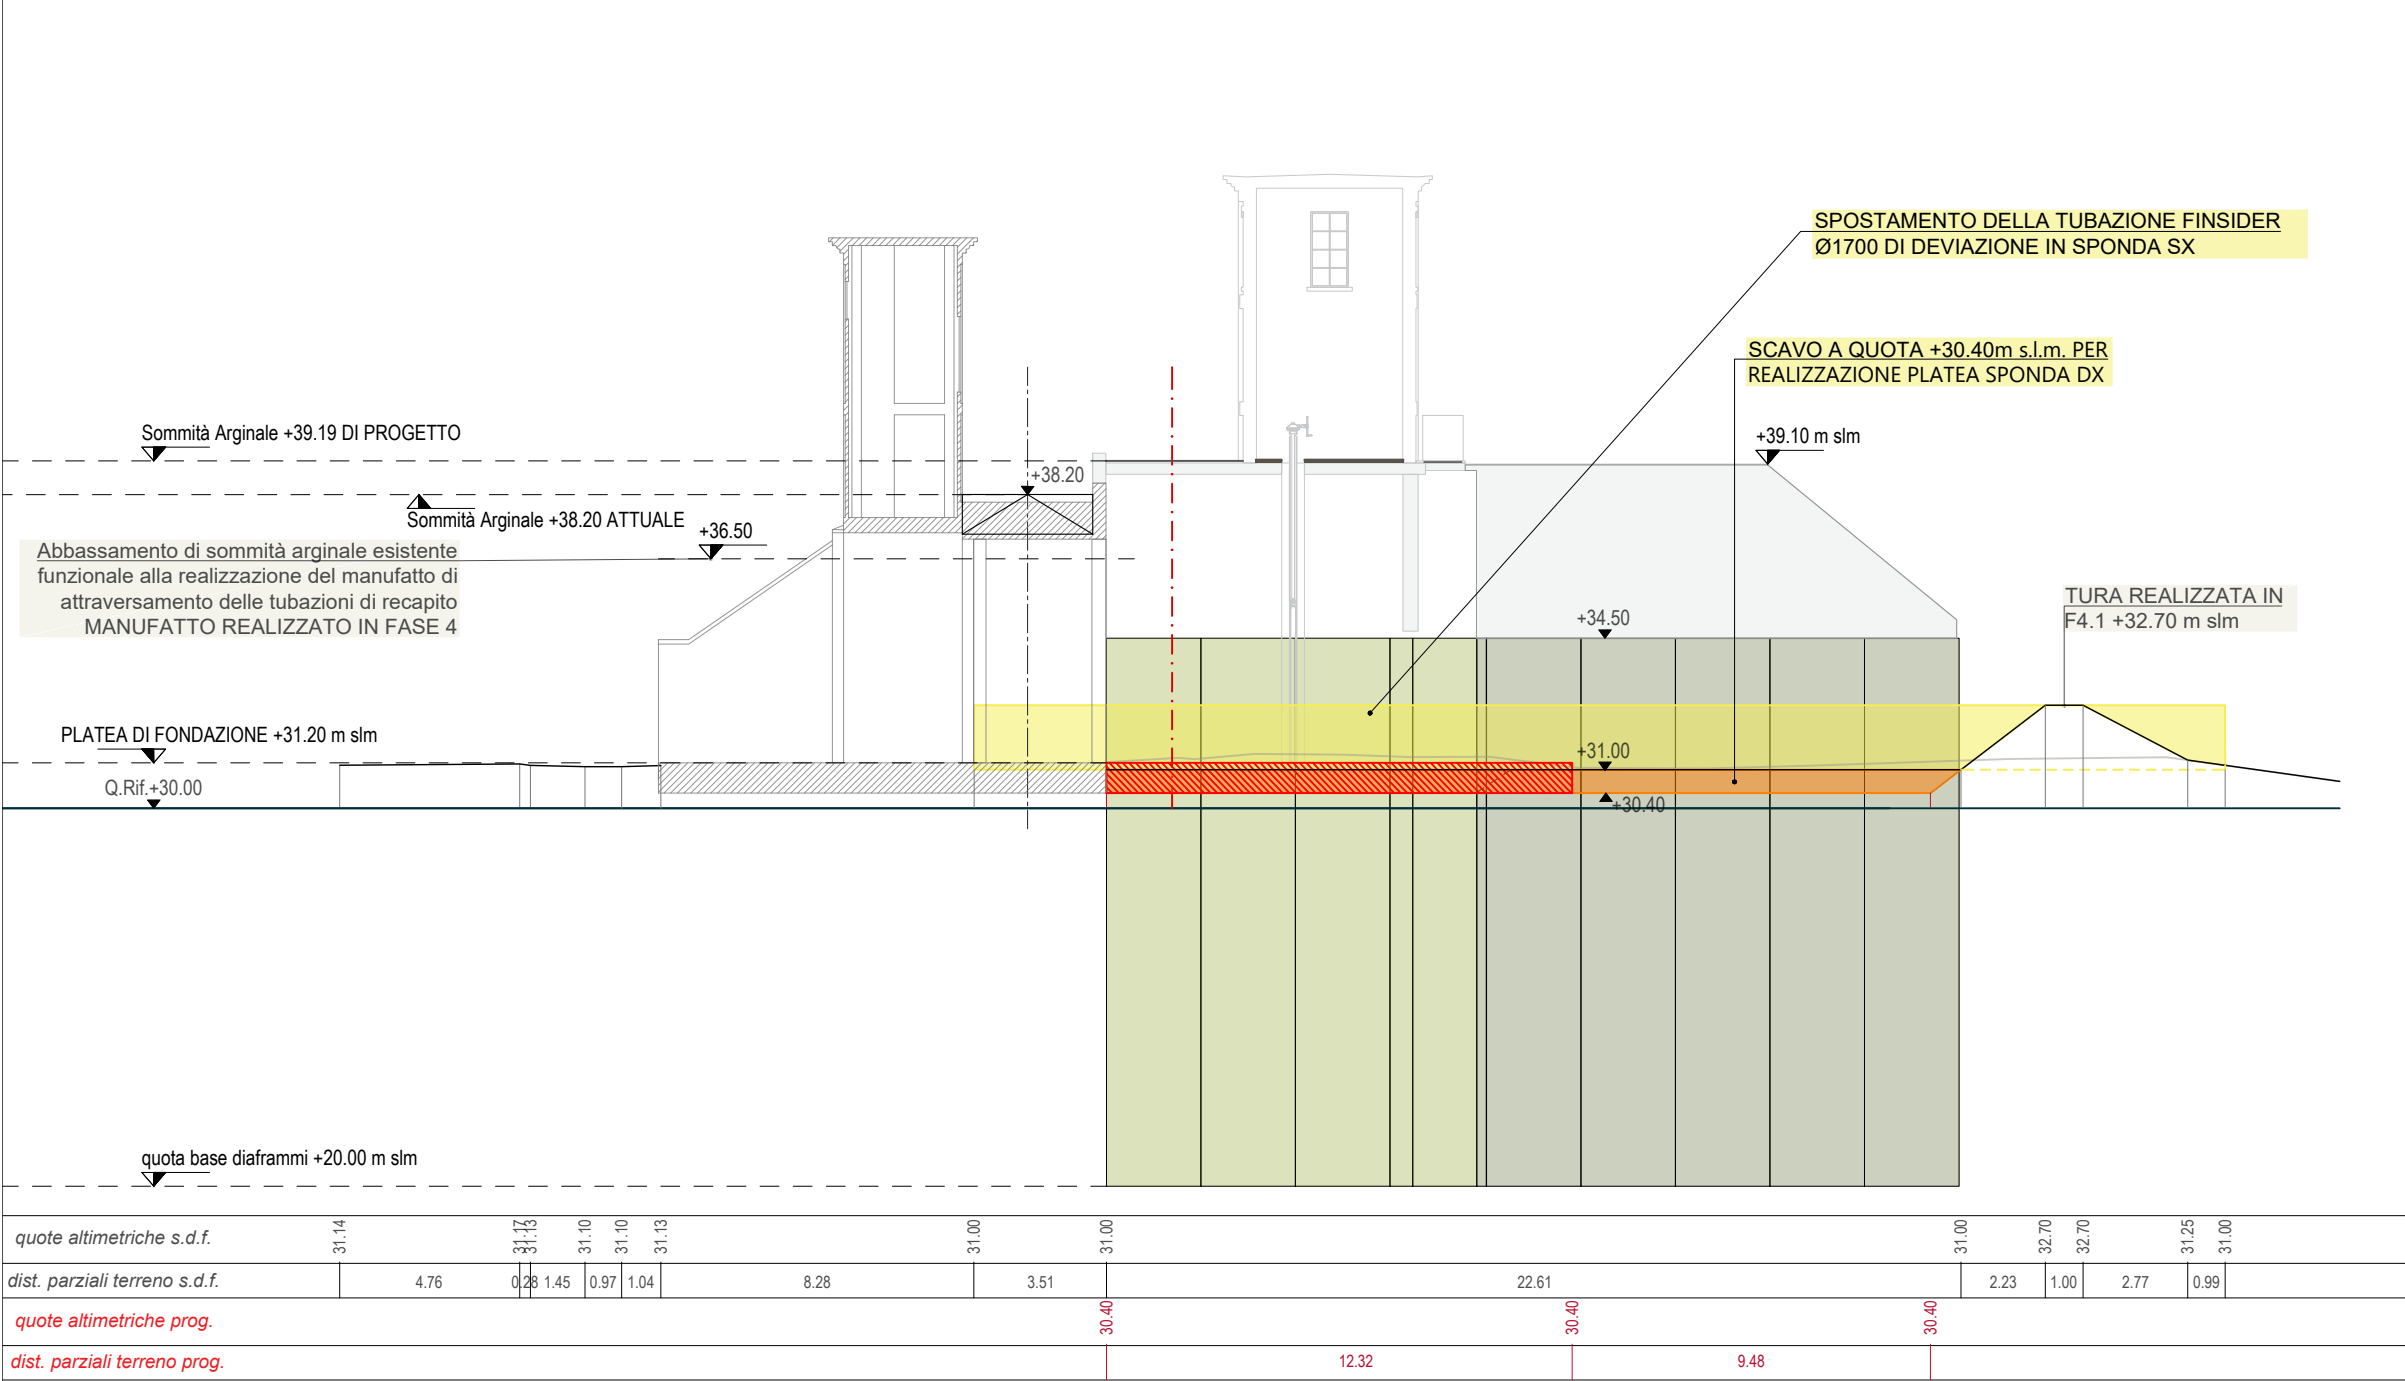 SPOSTAMENTO DELLA TUBAZIONE FINSIDER
Ø1700 DI DEVIAZIONE IN SPONDA SX
SCAVO A QUOTA +30.40m s.l.m. PER
REALIZZAZIONE PLATEA SPONDA DX
Sommità Arginale +39.19 DI PROGETTO
+39.10 m slm
+38.20
Sommità Arginale +38.20 ATTUALE
+36.50
Abbassamento di sommità arginale esistente
funzionale alla realizzazione del manufatto di
attraversamento delle tubazioni di recapito
MANUFATTO REALIZZATO IN FASE 4
TURA REALIZZATA IN
F4.1 +32.70 m slm
+34.50
PLATEA DI FONDAZIONE +31.20 m slm
+31.00
Q.Rif.+30.00
+30.40
quota base diaframmi +20.00 m slm
quote altimetriche s.d.f. 31.14 31.17 31.13 31.10 31.10 31.13 31.00 31.00 31.00 32.70 32.70 31.25 31.00
dist. parziali terreno s.d.f. 4.76 0.28 1.45 0.97 1.04 8.28 3.51 22.61 2.23 1.00 2.77 0.99
quote altimetriche prog. 30.40 30.40 30.40
dist. parziali terreno prog. 12.32 9.48